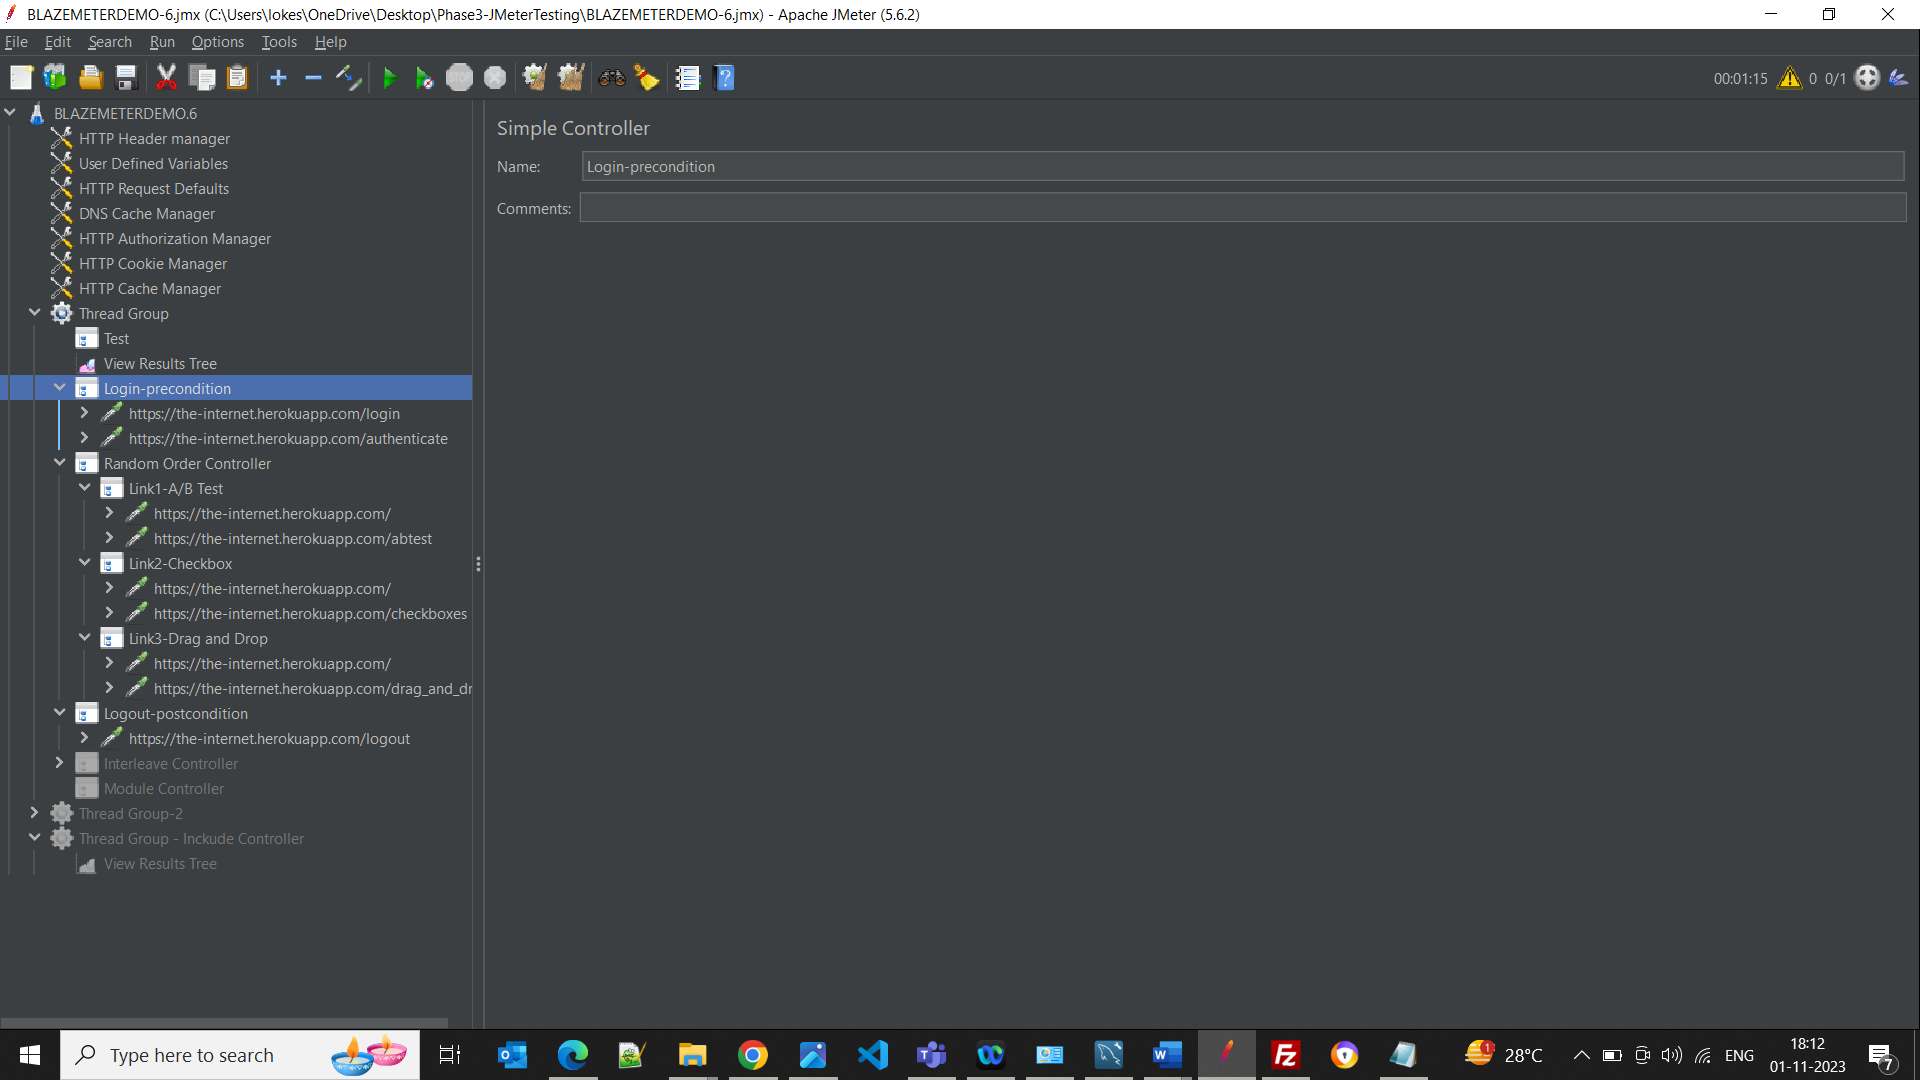 BLAZEMETERDEMO-6.jmx (C:\Users\lokes\OneDrive\Desktop\Phase3-JMeterTesting\BLAZEMETERDEMO-6.jmx) - Apache JMeter (5.6.2)
File Edit Search Run Options Tools Help
STOP
00:01:15 0 0/1
BLAZEMETERDEMO.6
HTTP Header manager
User Defined Variables
HTTP Request Defaults
DNS Cache Manager
HTTP Authorization Manager
HTTP Cookie Manager
HTTP Cache Manager
Thread Group
Test
View Results Tree
Login-precondition
https://the-internet.herokuapp.com/login
https://the-internet.herokuapp.com/authenticate
Random Order Controller
Link1-A/B Test
https://the-internet.herokuapp.com/
https://the-internet.herokuapp.com/abtest
Link2-Checkbox
https://the-internet.herokuapp.com/
https://the-internet.herokuapp.com/checkboxes
Link3-Drag and Drop
https://the-internet.herokuapp.com/
https://the-internet.herokuapp.com/drag_and_dr
Logout-postcondition
https://the-internet.herokuapp.com/logout
Interleave Controller
Module Controller
Thread Group-2
Thread Group - Inckude Controller
View Results Tree
Simple Controller
Name: Login-precondition
Comments:
Type here to search
1
28°C
ENG
18:12
01-11-2023
7